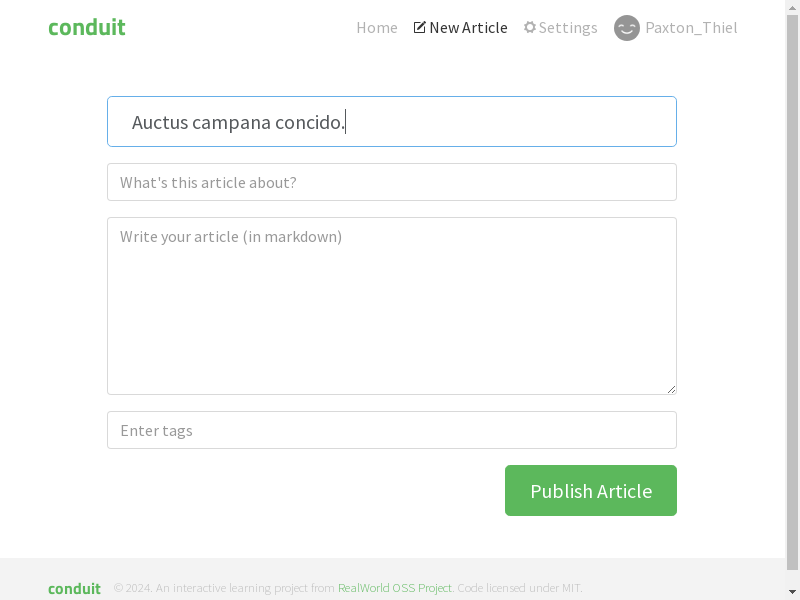 conduit
Home New Article Settings Paxton_Thiel
Auctus campana concido.
What's this article about?
Write your article (in markdown)
Enter tags
Publish Article
conduit © 2024. An interactive learning project from RealWorld OSS Project. Code licensed under MIT.